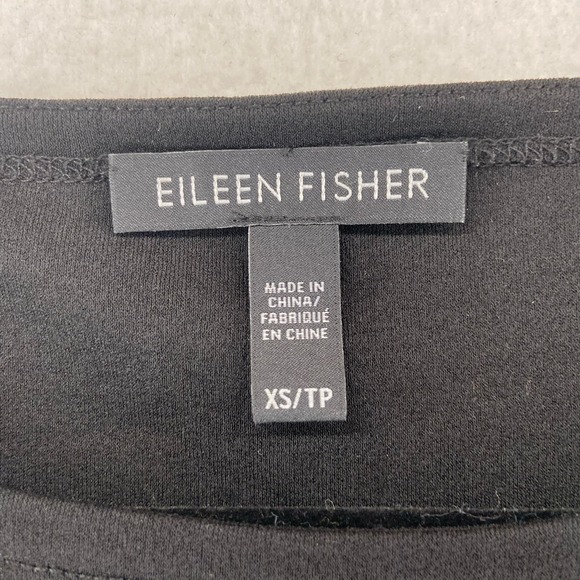 EILEEN FISHER
MADE IN
CHINA/
FABRIQUÉ
EN CHINE
XS/TP